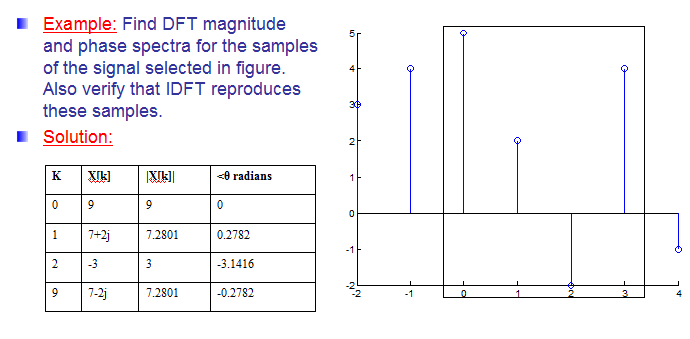 Example: Find DFT magnitude
and phase spectra for the samples
of the signal selected in figure.
Also verify that IDFT reproduces
these samples.
Solution:
K X[k] |X[k]| <θ radians
0 9 9 0
1 7+2j 7.2801 0.2782
2 -3 3 -3.1416
9 7-2j 7.2801 -0.2782
5
4
3
2
1
0
-1
-2
-2 -1 0 1 2 3 4